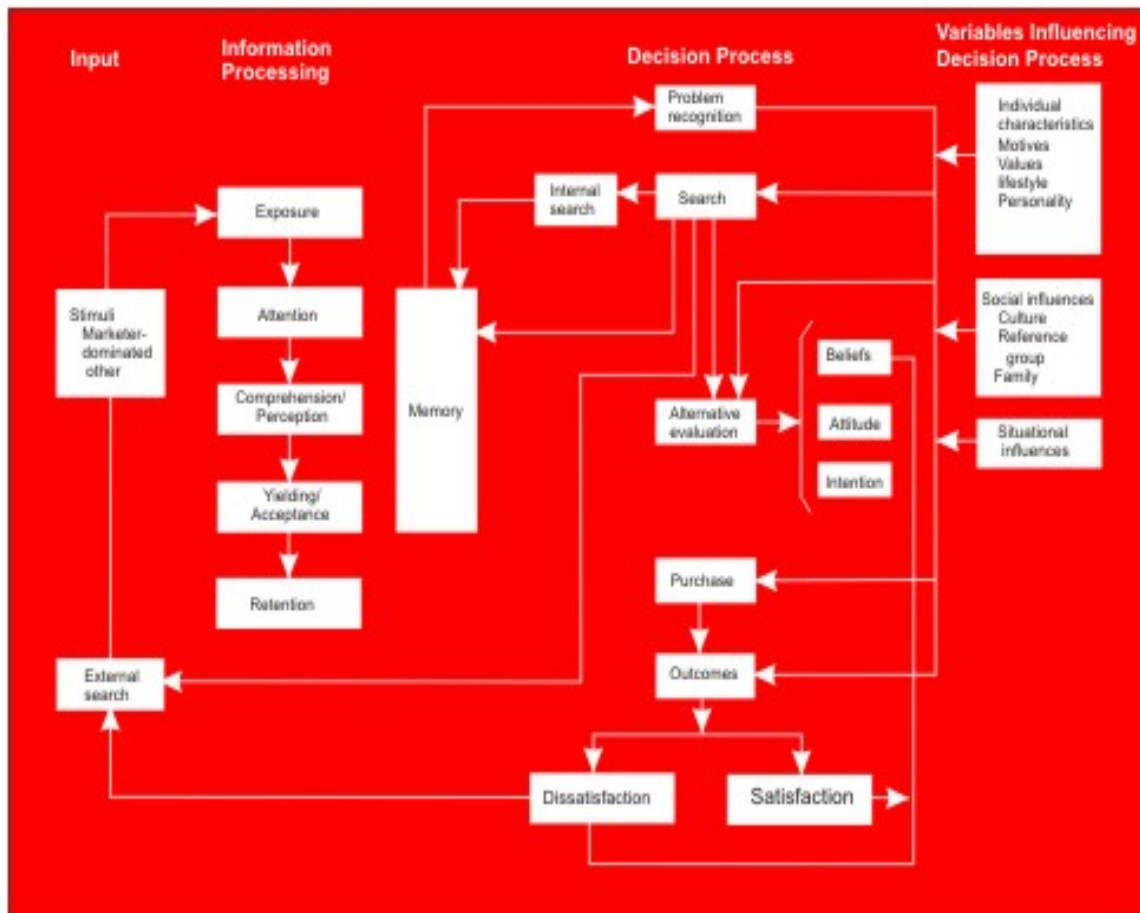 Input
Information
Processing
Decision Process
Variables Influencing
Decision Process
Stimuli
Marketer-
dominated
other
External
search
Exposure
Attention
Comprehension/
Perception
Yielding/
Acceptance
Retention
Memory
Internal
search
Problem
recognition
Search
Alternative
evaluation
Beliefs
Attitude
Intention
Purchase
Outcomes
Dissatisfaction
Satisfaction
Individual
characteristics
Motives
Values
lifestyle
Personality
Social influences
Culture
Reference
group
Family
Situational
influences